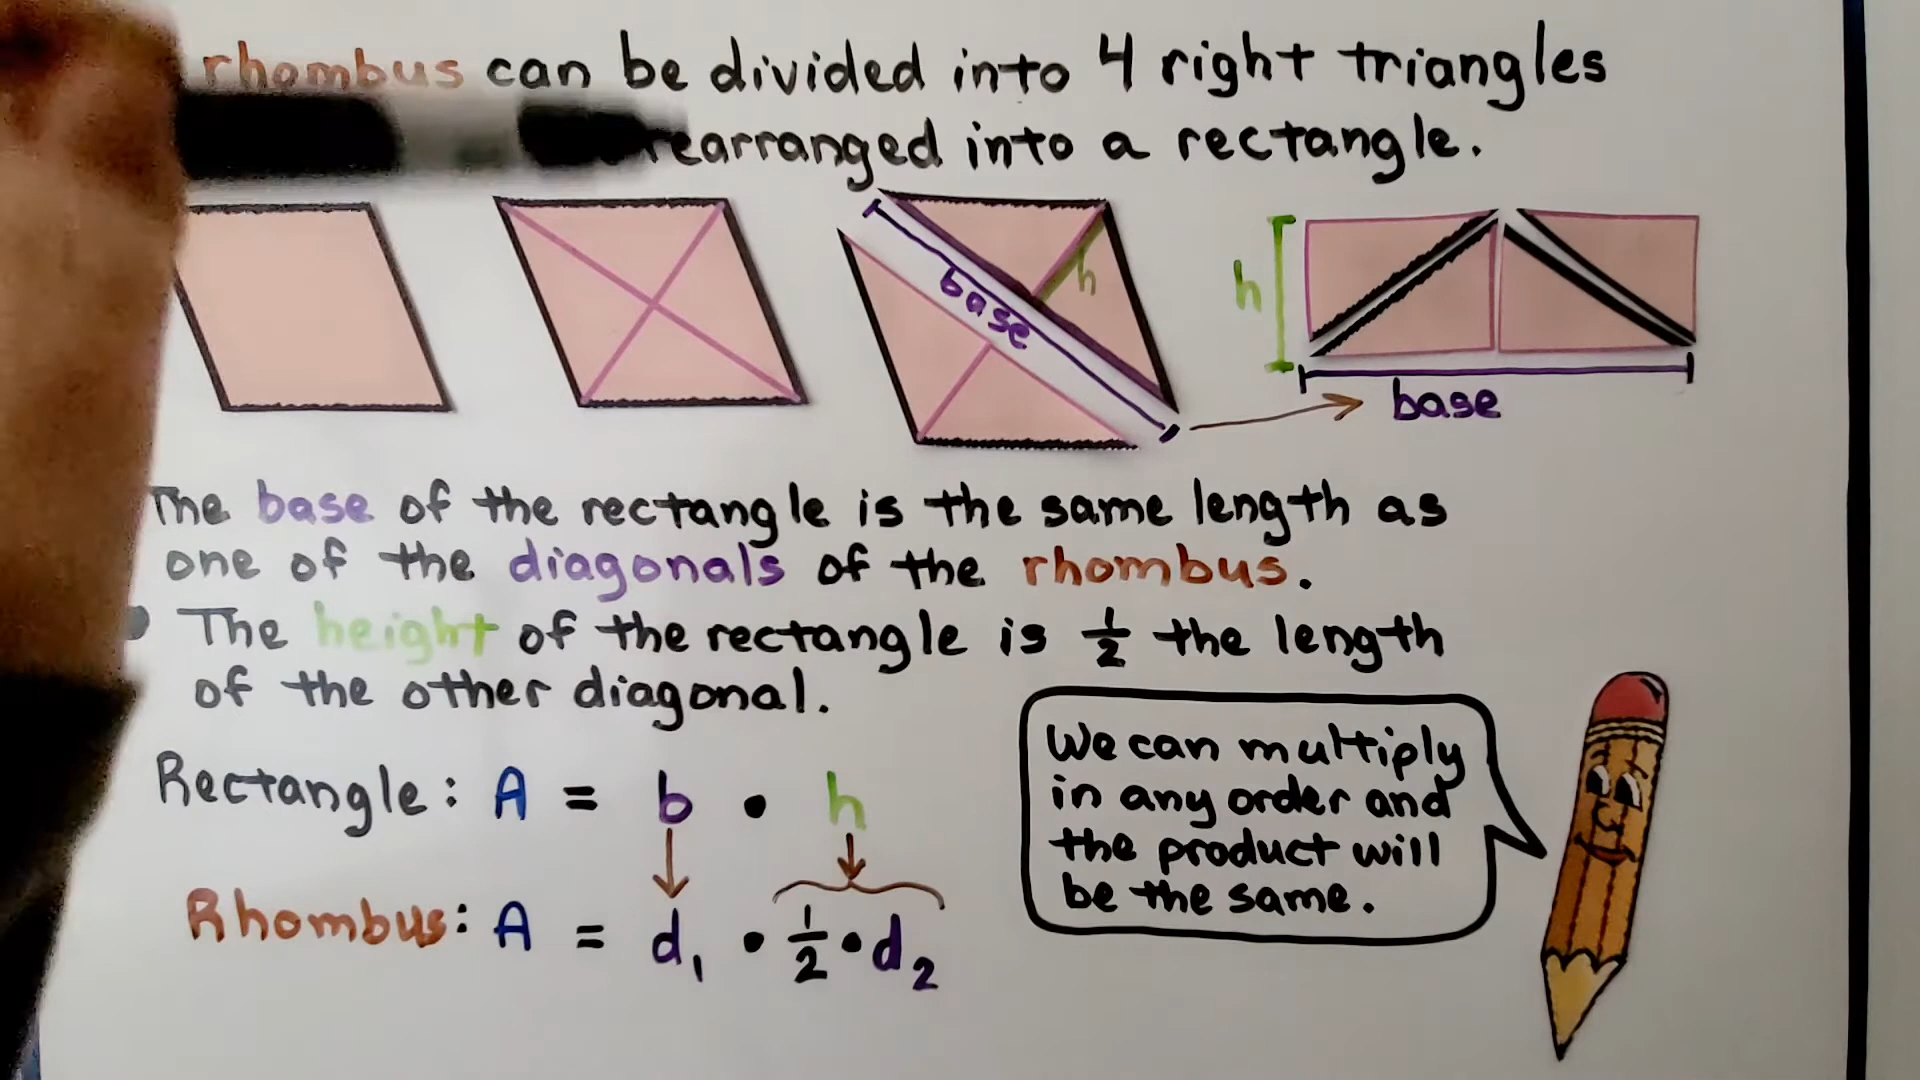 rhombus can be divided into 4 right triangles
rearranged into a rectangle.
base
h
h
base
The base of the rectangle is the same length as
one of the diagonals of the rhombus.
• The height of the rectangle is 1/2 the length
of the other diagonal.
Rectangle: A = b • h
Rhombus: A = d₁ • 1/2 • d₂
We can multiply
in any order and
the product will
be the same.